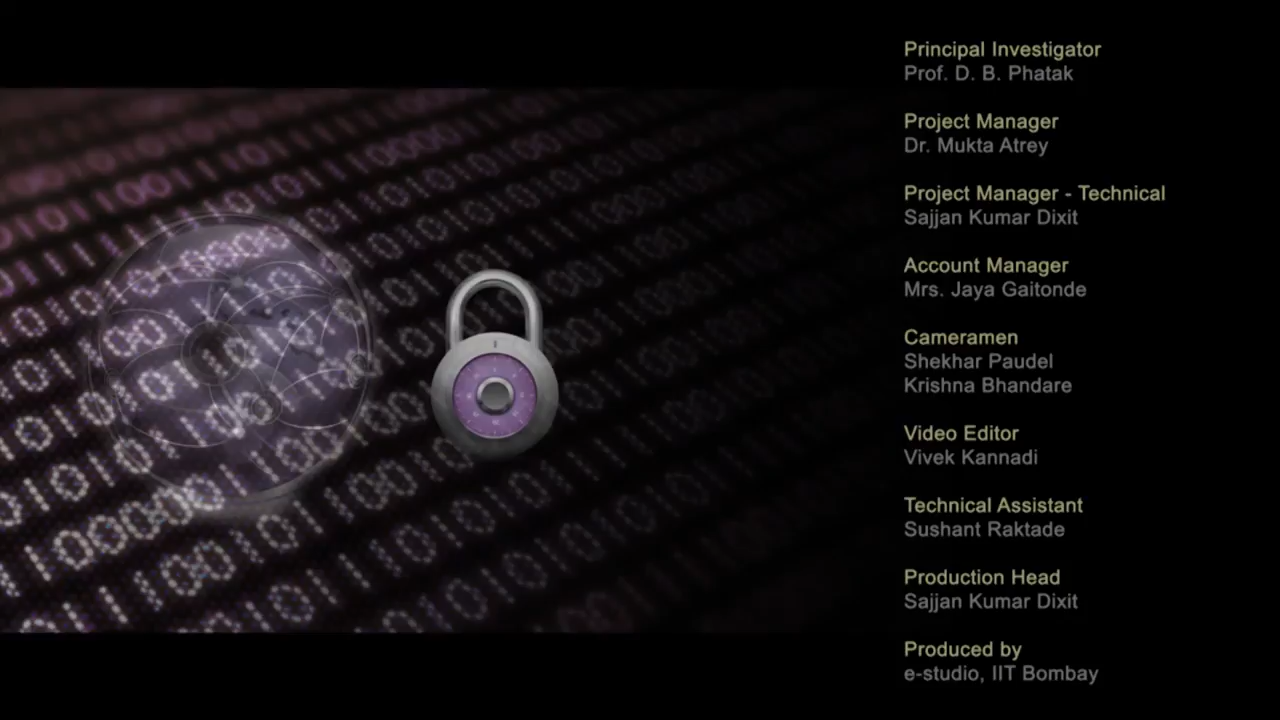 Principal Investigator
Prof. D. B. Phatak
Project Manager
Dr. Mukta Atrey
Project Manager - Technical
Sajjan Kumar Dixit
Account Manager
Mrs. Jaya Gaitonde
Cameramen
Shekhar Paudel
Krishna Bhandare
Video Editor
Vivek Kannadi
Technical Assistant
Sushant Raktade
Production Head
Sajjan Kumar Dixit
Produced by
e-studio, IIT Bombay